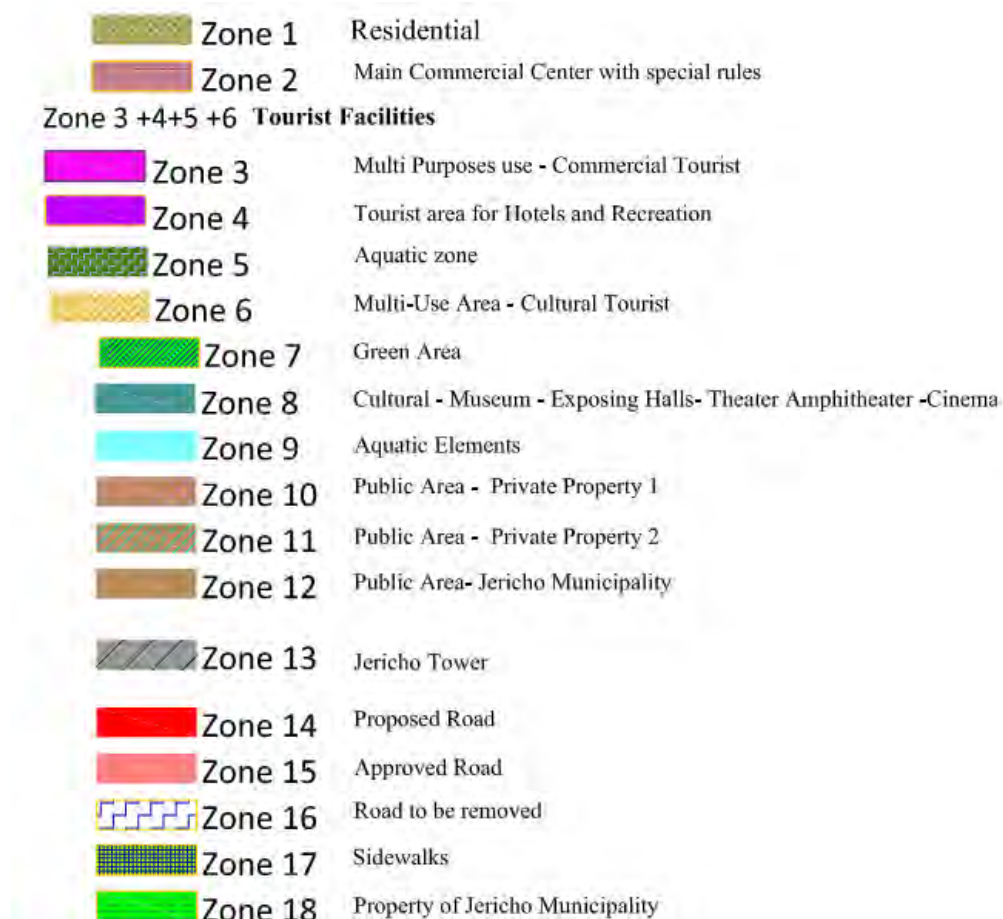 Zone 1 Residential
Zone 2 Main Commercial Center with special rules
Zone 3 +4+5 +6 Tourist Facilities
Zone 3 Multi Purposes use - Commercial Tourist
Zone 4 Tourist area for Hotels and Recreation
Zone 5 Aquatic zone
Zone 6 Multi-Use Area - Cultural Tourist
Zone 7 Green Area
Zone 8 Cultural - Museum - Exposing Halls- Theater Amphitheater -Cinema
Zone 9 Aquatic Elements
Zone 10 Public Area - Private Property 1
Zone 11 Public Area - Private Property 2
Zone 12 Public Area- Jericho Municipality
Zone 13 Jericho Tower
Zone 14 Proposed Road
Zone 15 Approved Road
Zone 16 Road to be removed
Zone 17 Sidewalks
Zone 18 Property of Jericho Municipality